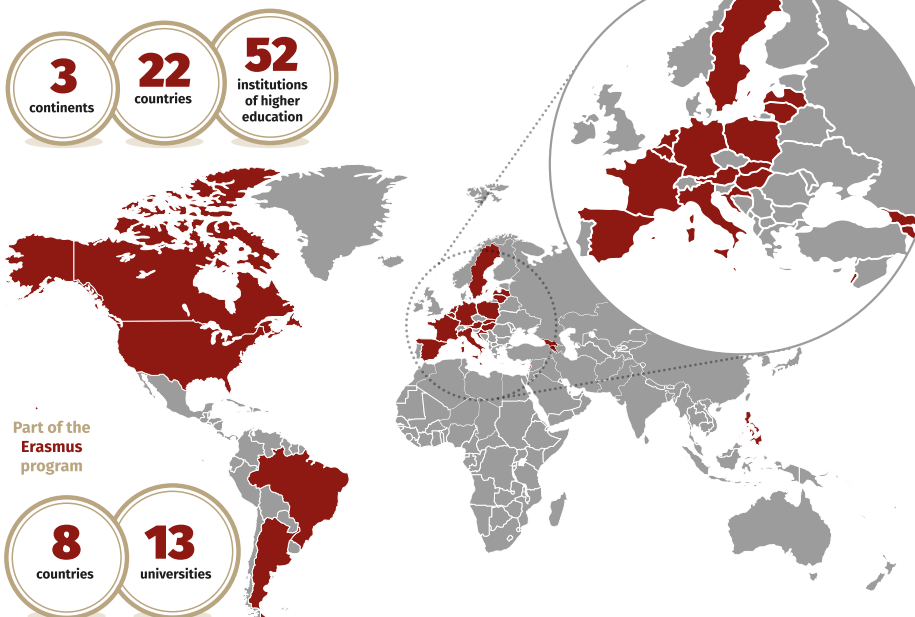 3
continents
22
countries
52
institutions
of higher
education
Part of the
Erasmus
program
8
countries
13
universities